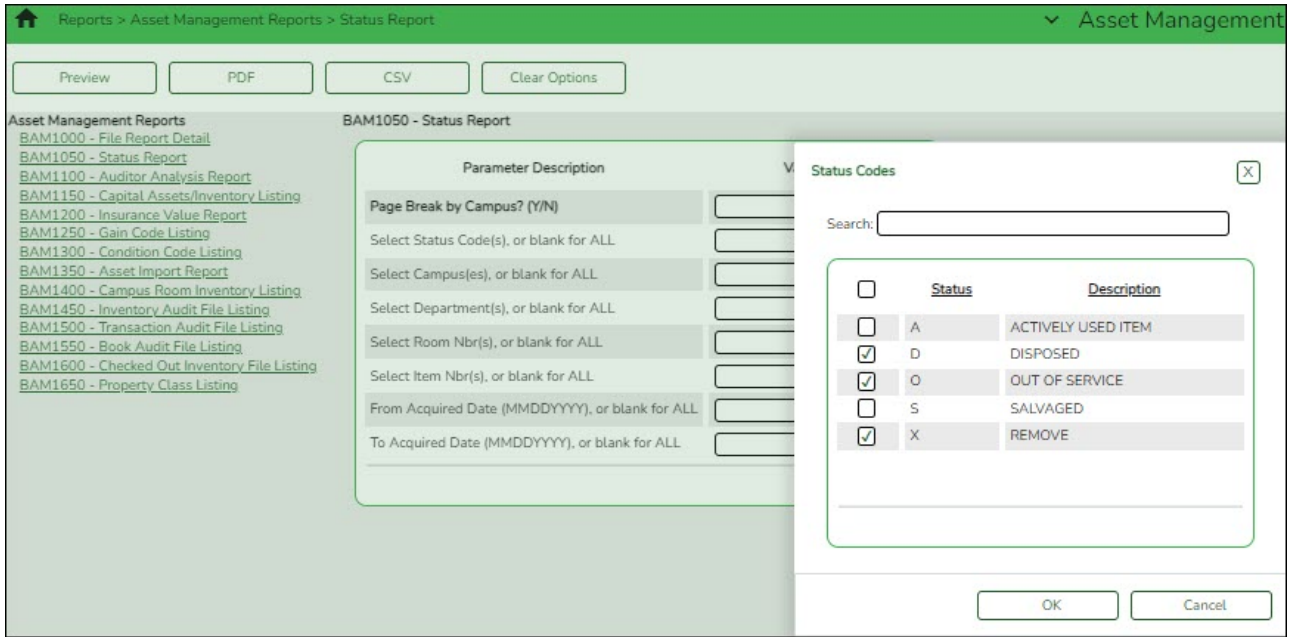 Reports > Asset Management Reports > Status Report
Asset Management
Preview
PDF
CSV
Clear Options
Asset Management Reports
BAM1000 - File Report Detail
BAM1050 - Status Report
BAM1100 - Auditor Analysis Report
BAM1150 - Capital Assets/Inventory Listing
BAM1200 - Insurance Value Report
BAM1250 - Gain Code Listing
BAM1300 - Condition Code Listing
BAM1350 - Asset Import Report
BAM1400 - Campus Room Inventory Listing
BAM1450 - Inventory Audit File Listing
BAM1500 - Transaction Audit File Listing
BAM1550 - Book Audit File Listing
BAM1600 - Checked Out Inventory File Listing
BAM1650 - Property Class Listing
BAM1050 - Status Report
Parameter Description
Page Break by Campus? (Y/N)
Select Status Code(s), or blank for ALL
Select Campus(es), or blank for ALL
Select Department(s), or blank for ALL
Select Room Nbr(s), or blank for ALL
Select Item Nbr(s), or blank for ALL
From Acquired Date (MMDDYYYY), or blank for ALL
To Acquired Date (MMDDYYYY), or blank for ALL
Status Codes
X
Search:
Status Description
A ACTIVELY USED ITEM
D DISPOSED
O OUT OF SERVICE
S SALVAGED
X REMOVE
OK
Cancel